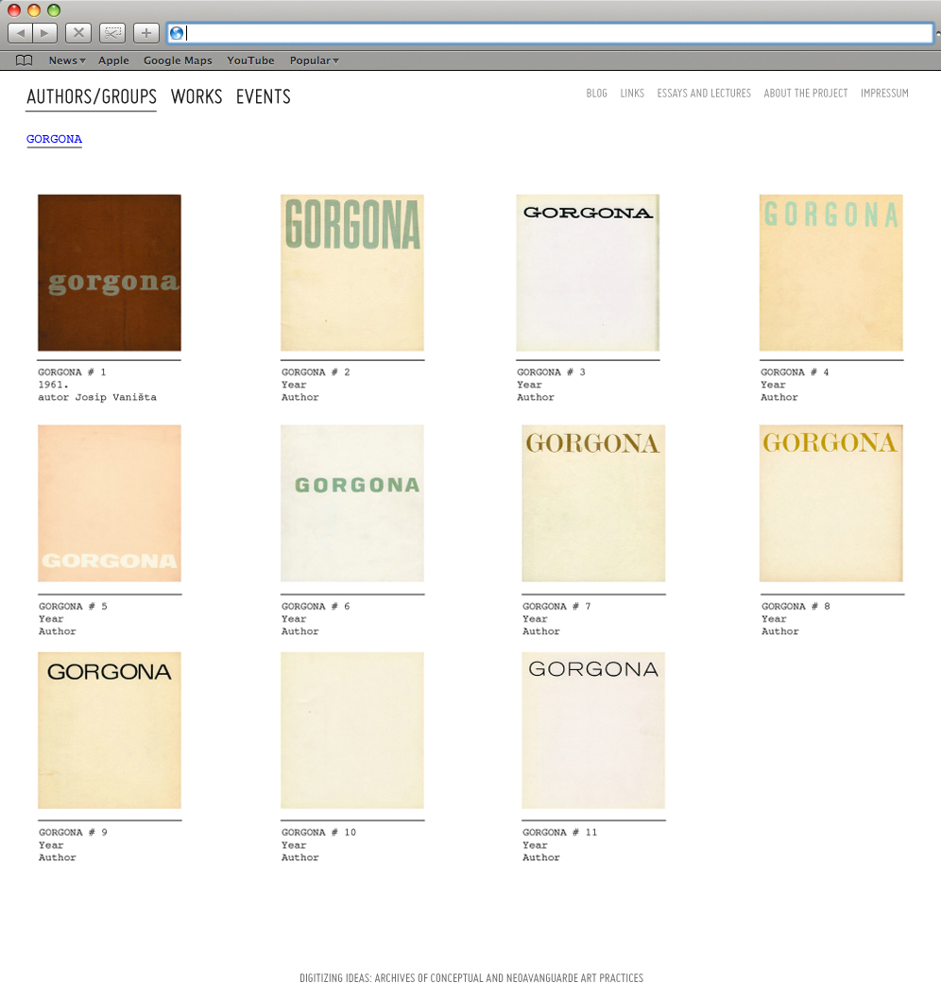 News Apple Google Maps YouTube Popular
AUTHORS/GROUPS WORKS EVENTS
BLOG LINKS ESSAYS AND LECTURES ABOUT THE PROJECT IMPRESSUM
GORGONA
gorgona
GORGONA
GORGONA
GORGONA
GORGONA # 1
1961.
autor Josip Vaništa
GORGONA # 2
Year
Author
GORGONA # 3
Year
Author
GORGONA # 4
Year
Author
GORGONA
GORGONA
GORGONA
GORGONA
GORGONA # 5
Year
Author
GORGONA # 6
Year
Author
GORGONA # 7
Year
Author
GORGONA # 8
Year
Author
GORGONA
GORGONA
GORGONA # 9
Year
Author
GORGONA # 10
Year
Author
GORGONA # 11
Year
Author
DIGITIZING IDEAS: ARCHIVES OF CONCEPTUAL AND NEOAVANGUARDE ART PRACTICES